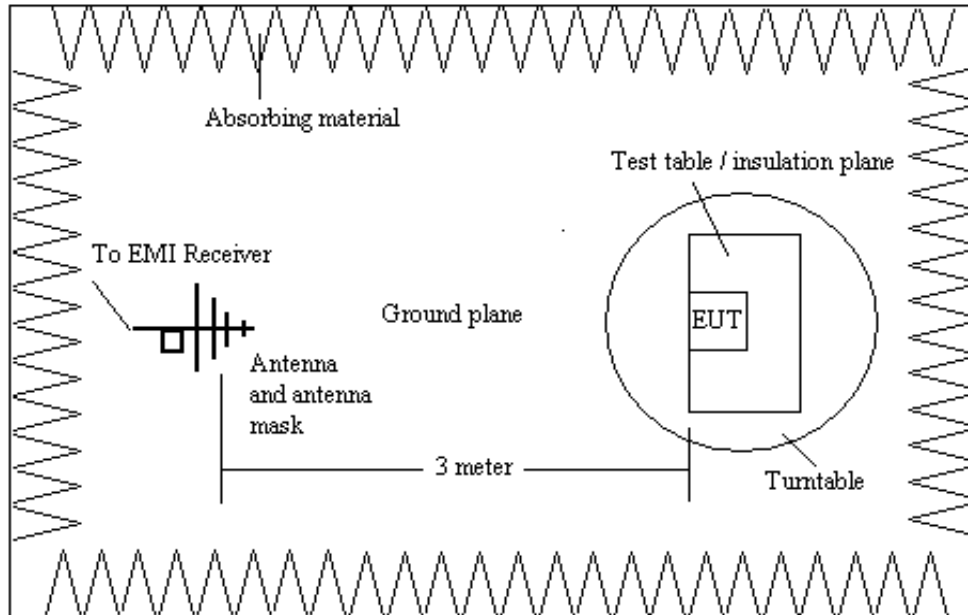 Absorbing material
Test table / insulation plane
To EMI Receiver
Ground plane
EUT
Antenna
and antenna
mask
3 meter
Turntable